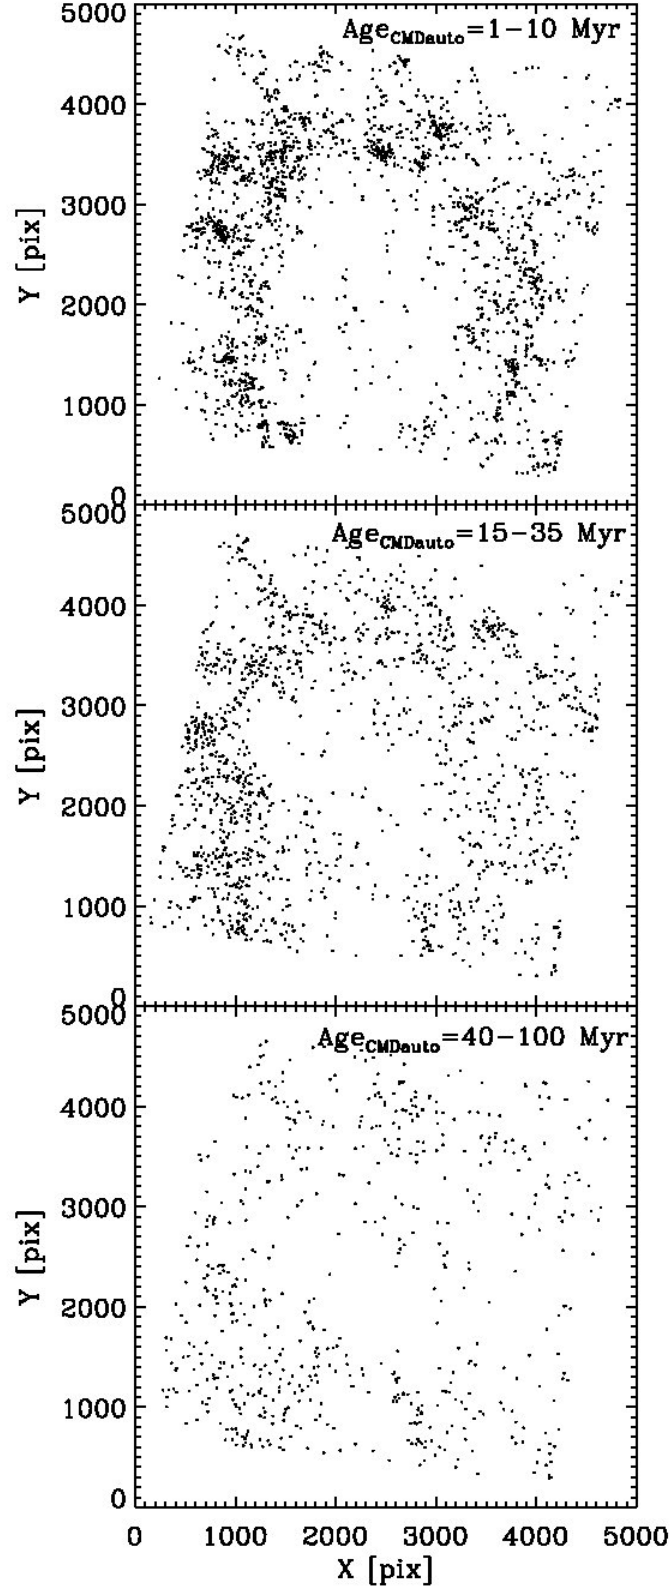 5000
Age_CMDauto=1-10 Myr
4000
3000
Y [pix]
2000
1000
0
5000
Age_CMDauto=15-35 Myr
4000
3000
Y [pix]
2000
1000
0
5000
Age_CMDauto=40-100 Myr
4000
3000
Y [pix]
2000
1000
0
0 1000 2000 3000 4000 5000
X [pix]